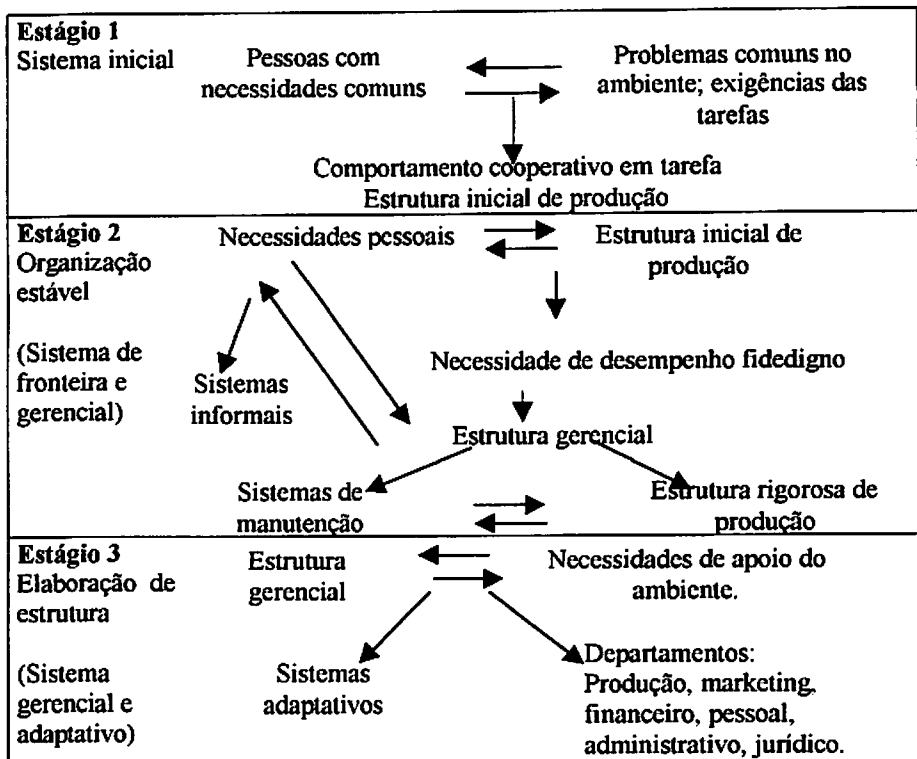 Estágio 1
Sistema inicial
Pessoas com
necessidades comuns
Problemas comuns no
ambiente; exigências das
tarefas
Comportamento cooperativo em tarefa
Estrutura inicial de produção
Estágio 2
Organização
estável
(Sistema de
fronteira e
gerencial)
Necessidades pessoais
Estrutura inicial de
produção
Necessidade de desempenho fidedigno
Sistemas
informais
Estrutura gerencial
Sistemas de
manutenção
Estrutura rigorosa de
produção
Estágio 3
Elaboração de
estrutura
(Sistema
gerencial e
adaptativo)
Estrutura
gerencial
Necessidades de apoio do
ambiente.
Sistemas
adaptativos
Departamentos:
Produção, marketing,
financeiro, pessoal,
administrativo, jurídico.